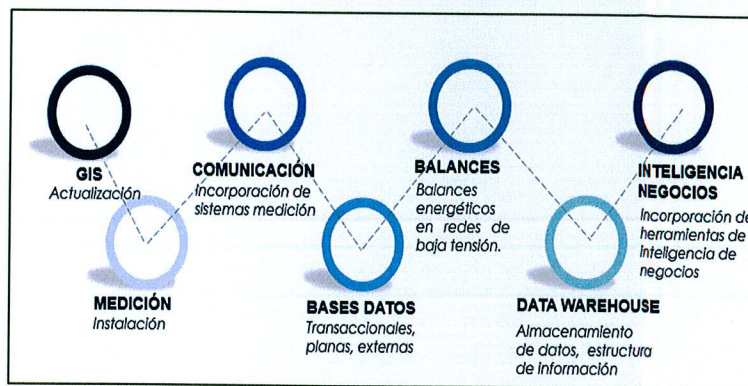 GIS
Actualización
MEDICIÓN
Instalación
COMUNICACIÓN
Incorporación de
sistemas medición
BASES DATOS
Transaccionales,
planas, externas
BALANCES
Balances
energéticos
en redes de
baja tensión.
DATA WAREHOUSE
Almacenamiento
de datos, estructura
de información
INTELIGENCIA
NEGOCIOS
Incorporación de
herramientas de
inteligencia de
negocios